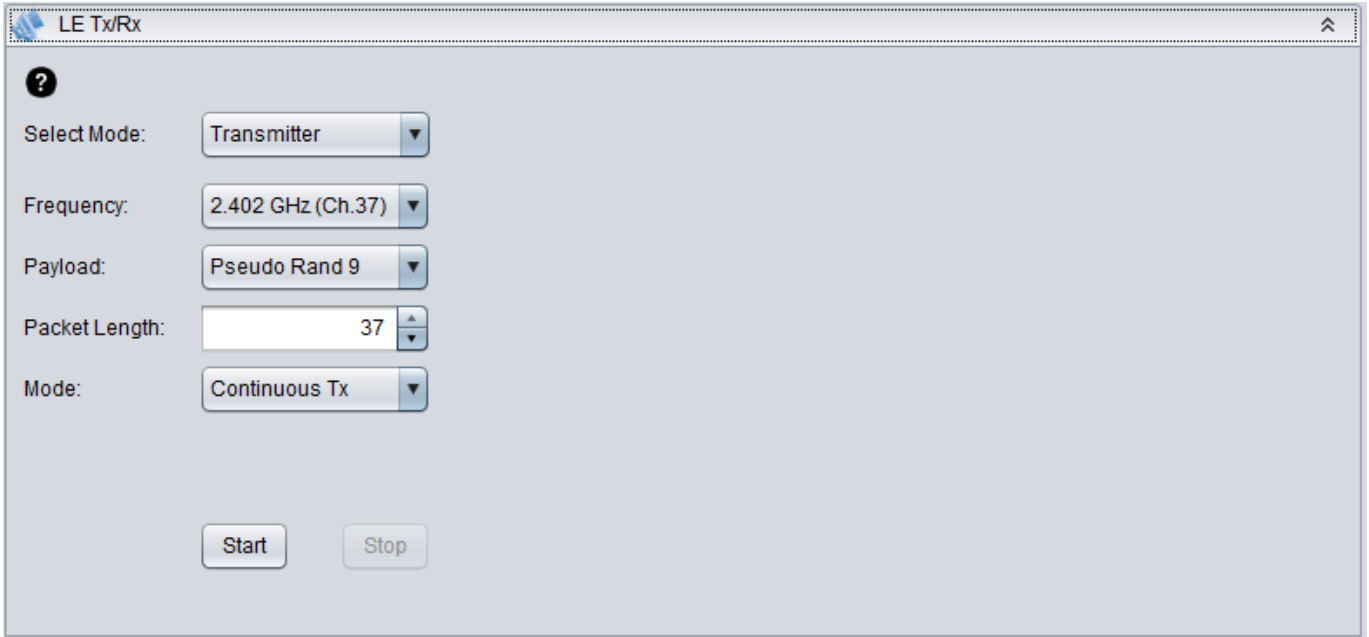 LE Tx/Rx
?
Select Mode: Transmitter
Frequency: 2.402 GHz (Ch.37)
Payload: Pseudo Rand 9
Packet Length: 37
Mode: Continuous Tx
Start Stop